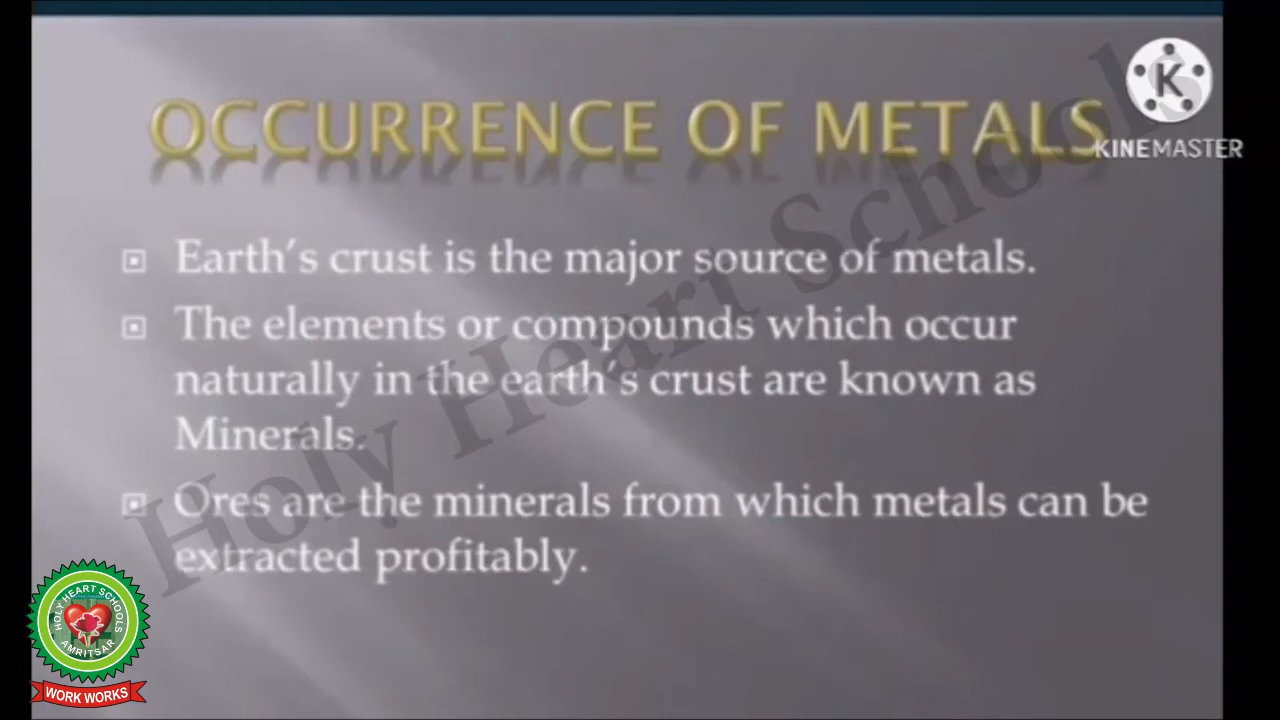 OCCURRENCE OF METALS
K
KINEMASTER
Earth's crust is the major source of metals.
The elements or compounds which occur
naturally in the earth's crust are known as
Minerals.
Ores are the minerals from which metals can be
extracted profitably.
Holy Heart Schools
HOLY HEART SCHOOLS
AMRITSAR
WORK WORKS